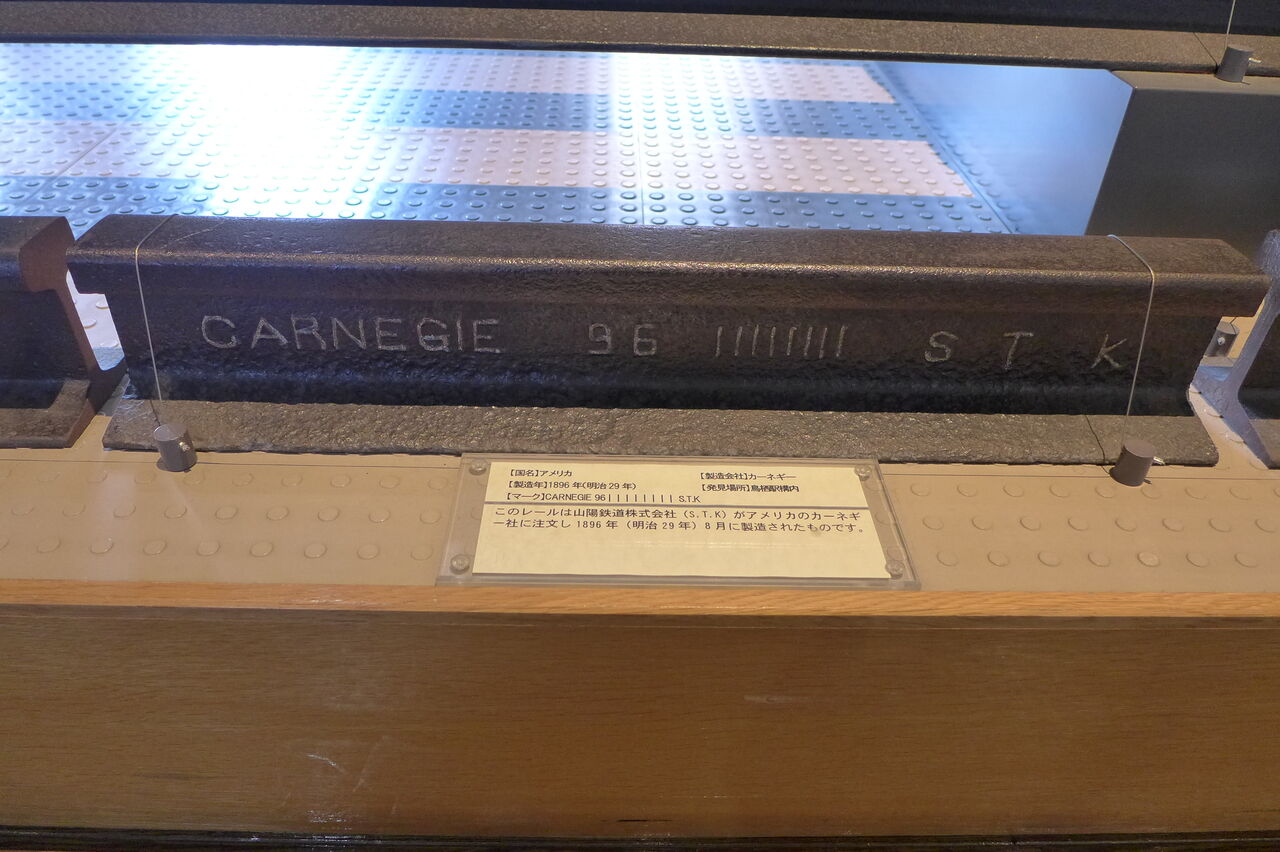 CARNEGIE 96 |||||||| S T K
【国名】アメリカ 【製造会社】カーネギー
【製造年】1896年(明治29年) 【発見場所】鳥栖駅構内
【マーク】CARNEGIE 96 | | | | | | | | S.T.K
このレールは山陽鉄道株式会社(S.T.K)がアメリカのカーネギ
ー社に注文し1896年(明治29年)8月に製造されたものです。